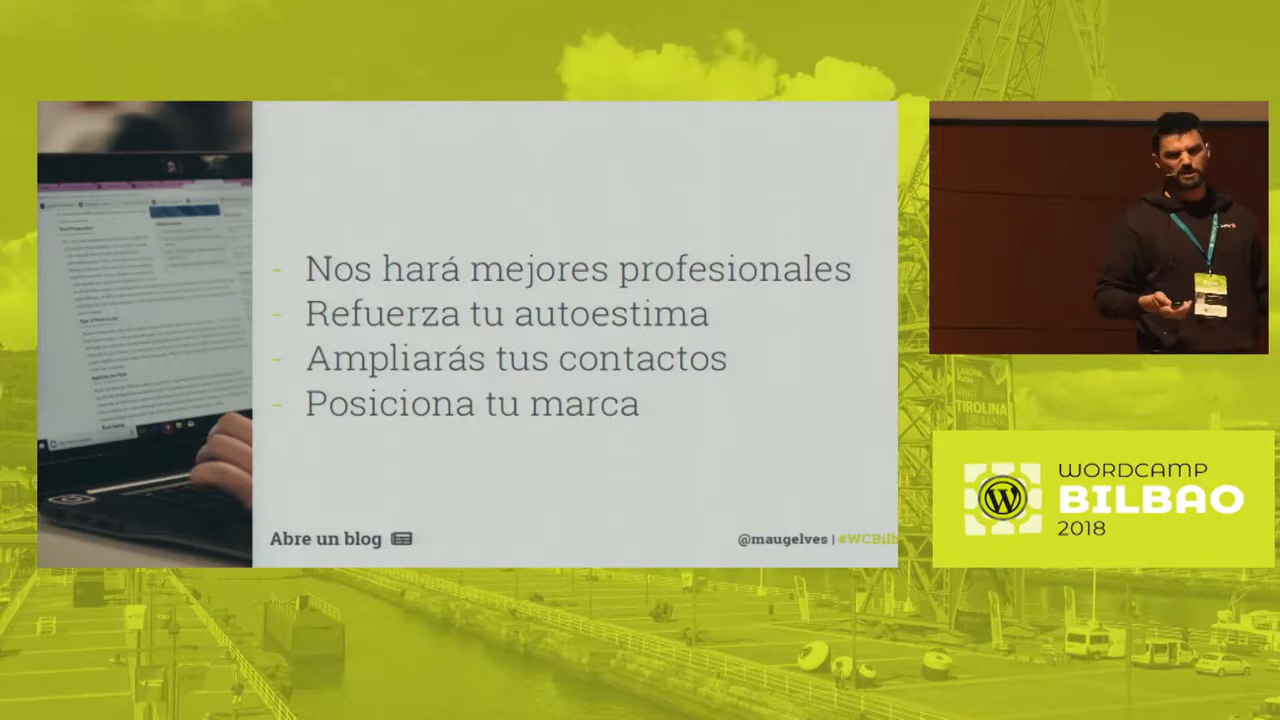 - Nos hará mejores profesionales
- Refuerza tu autoestima
- Ampliarás tus contactos
- Posiciona tu marca
Abre un blog
@maugelves | #WCBilb
TIROLINA
WORDCAMP
BILBAO
2018